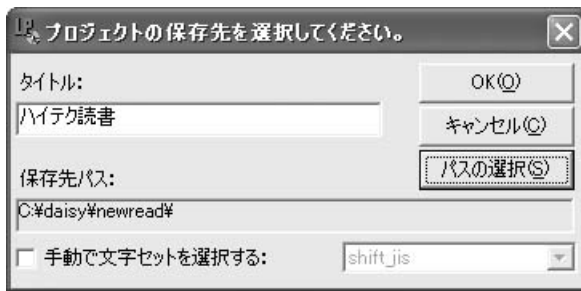 プロジェクトの保存先を選択してください。
タイトル:
OK(O)
ハイテク読書
キャンセル(C)
パスの選択(S)
保存先パス:
C:¥daisy¥newread¥
手動で文字セットを選択する:
shift_jis